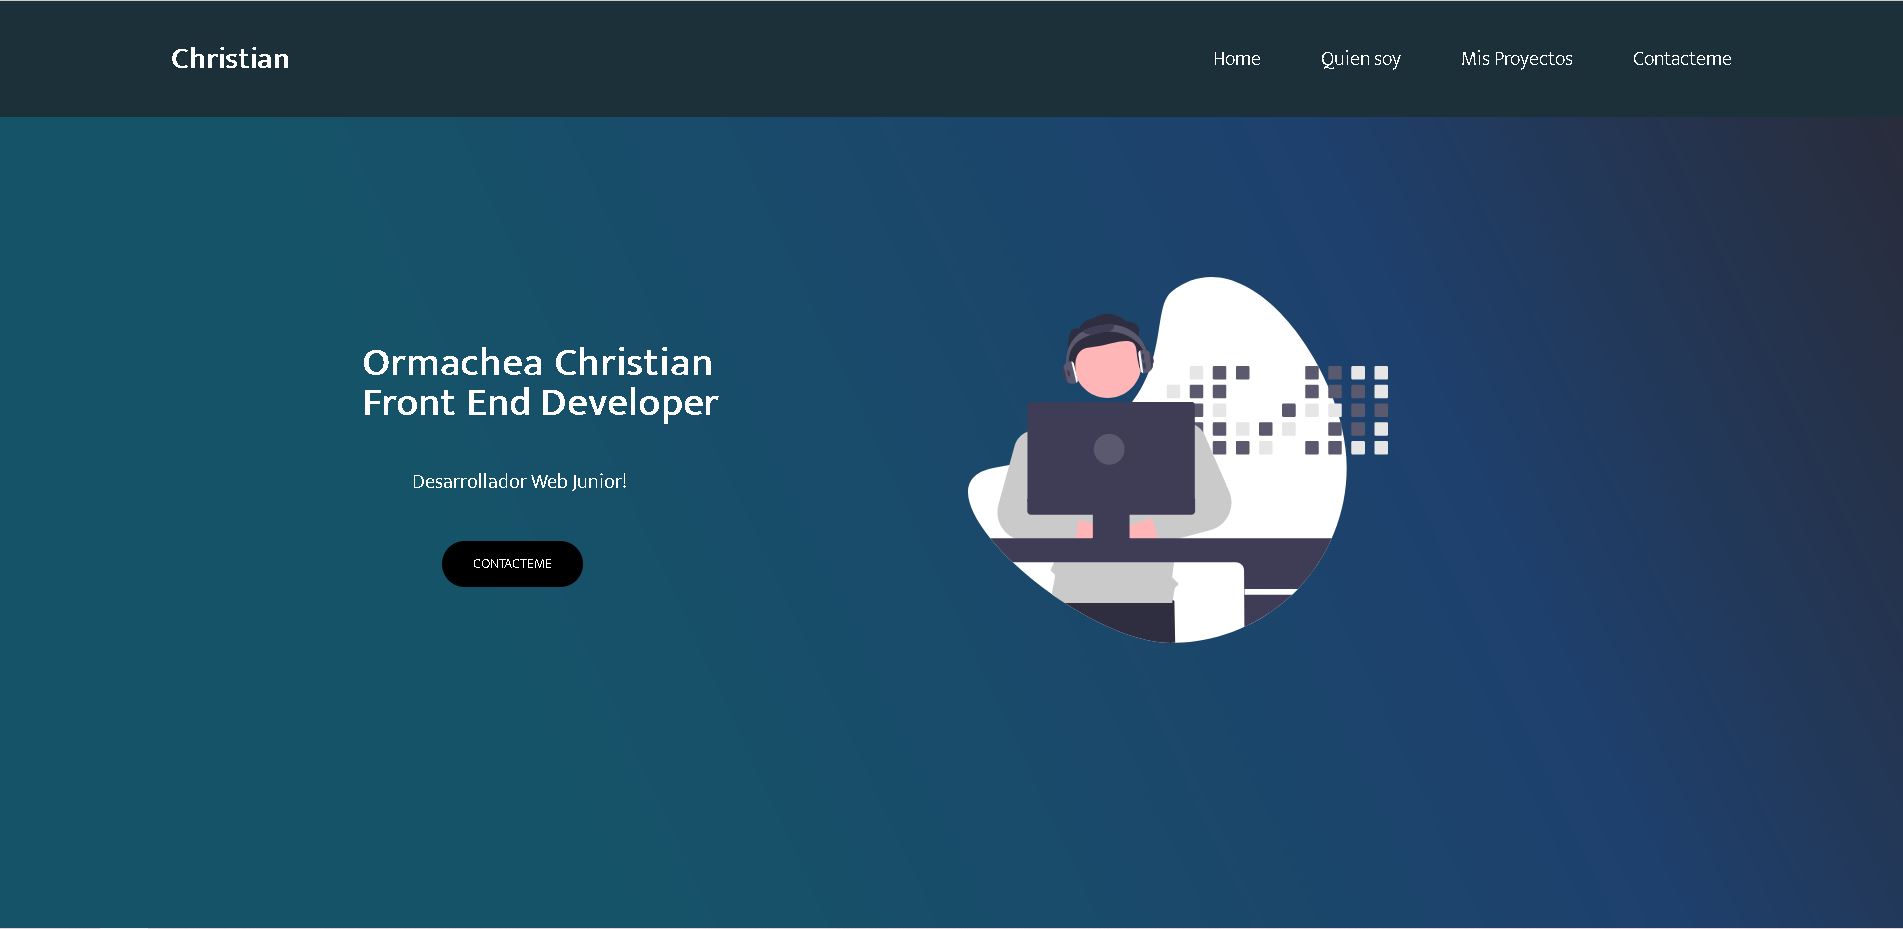 Christian
Home
Quien soy
Mis Proyectos
Contacteme
Ormachea Christian
Front End Developer
Desarrollador Web Junior!
CONTACTEME